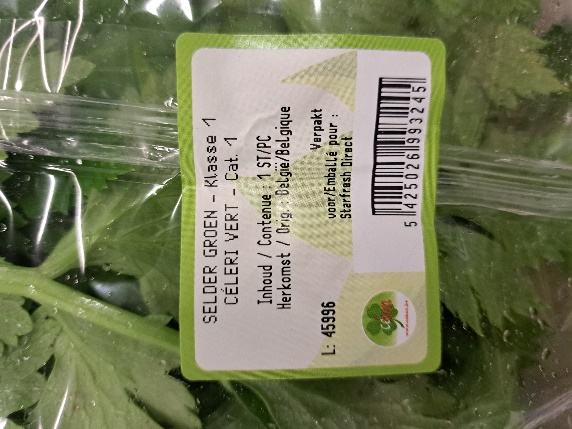 SELDER GROEN - Klasse 1
CÉLERI VERT - Cat. 1
Inhoud / Contenue : 1 ST/PC
Herkomst / Orig. : België/Belgique
Verpakt
voor/Emballé pour :
Starfresh Direct
L: 45996
5 425026 993245